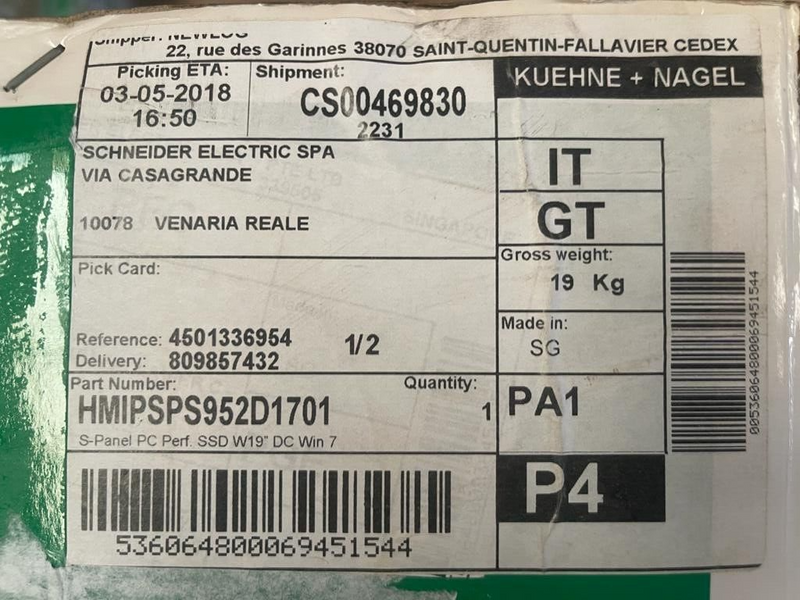 Shipper: NEWLOG
22, rue des Garinnes 38070 SAINT-QUENTIN-FALLAVIER CEDEX
Picking ETA:
03-05-2018
16:50
Shipment:
CS00469830
2231
KUEHNE + NAGEL
SCHNEIDER ELECTRIC SPA
VIA CASAGRANDE
10078 VENARIA REALE
IT
GT
Gross weight:
19 Kg
Pick Card:
Reference: 4501336954
1/2
Delivery: 809857432
Made in:
SG
Part Number:
HMIPSPS952D1701
Quantity:
1
S-Panel PC Perf. SSD W19" DC Win 7
PA1
P4
536064800069451544
00536064800069451544